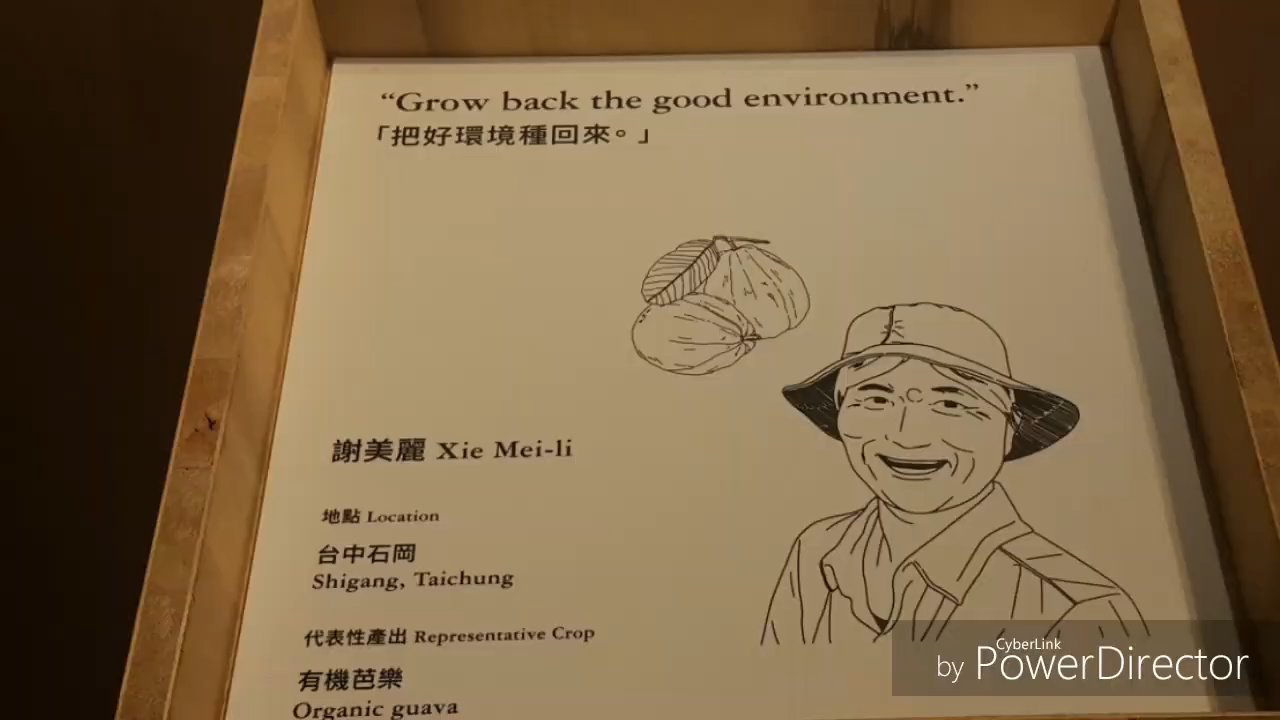 “Grow back the good environment.”
「把好環境種回來。」
謝美麗 Xie Mei-li
地點 Location
台中石岡
Shigang, Taichung
代表性產出 Representative Crop
有機芭樂
Organic guava
CyberLink
by PowerDirector